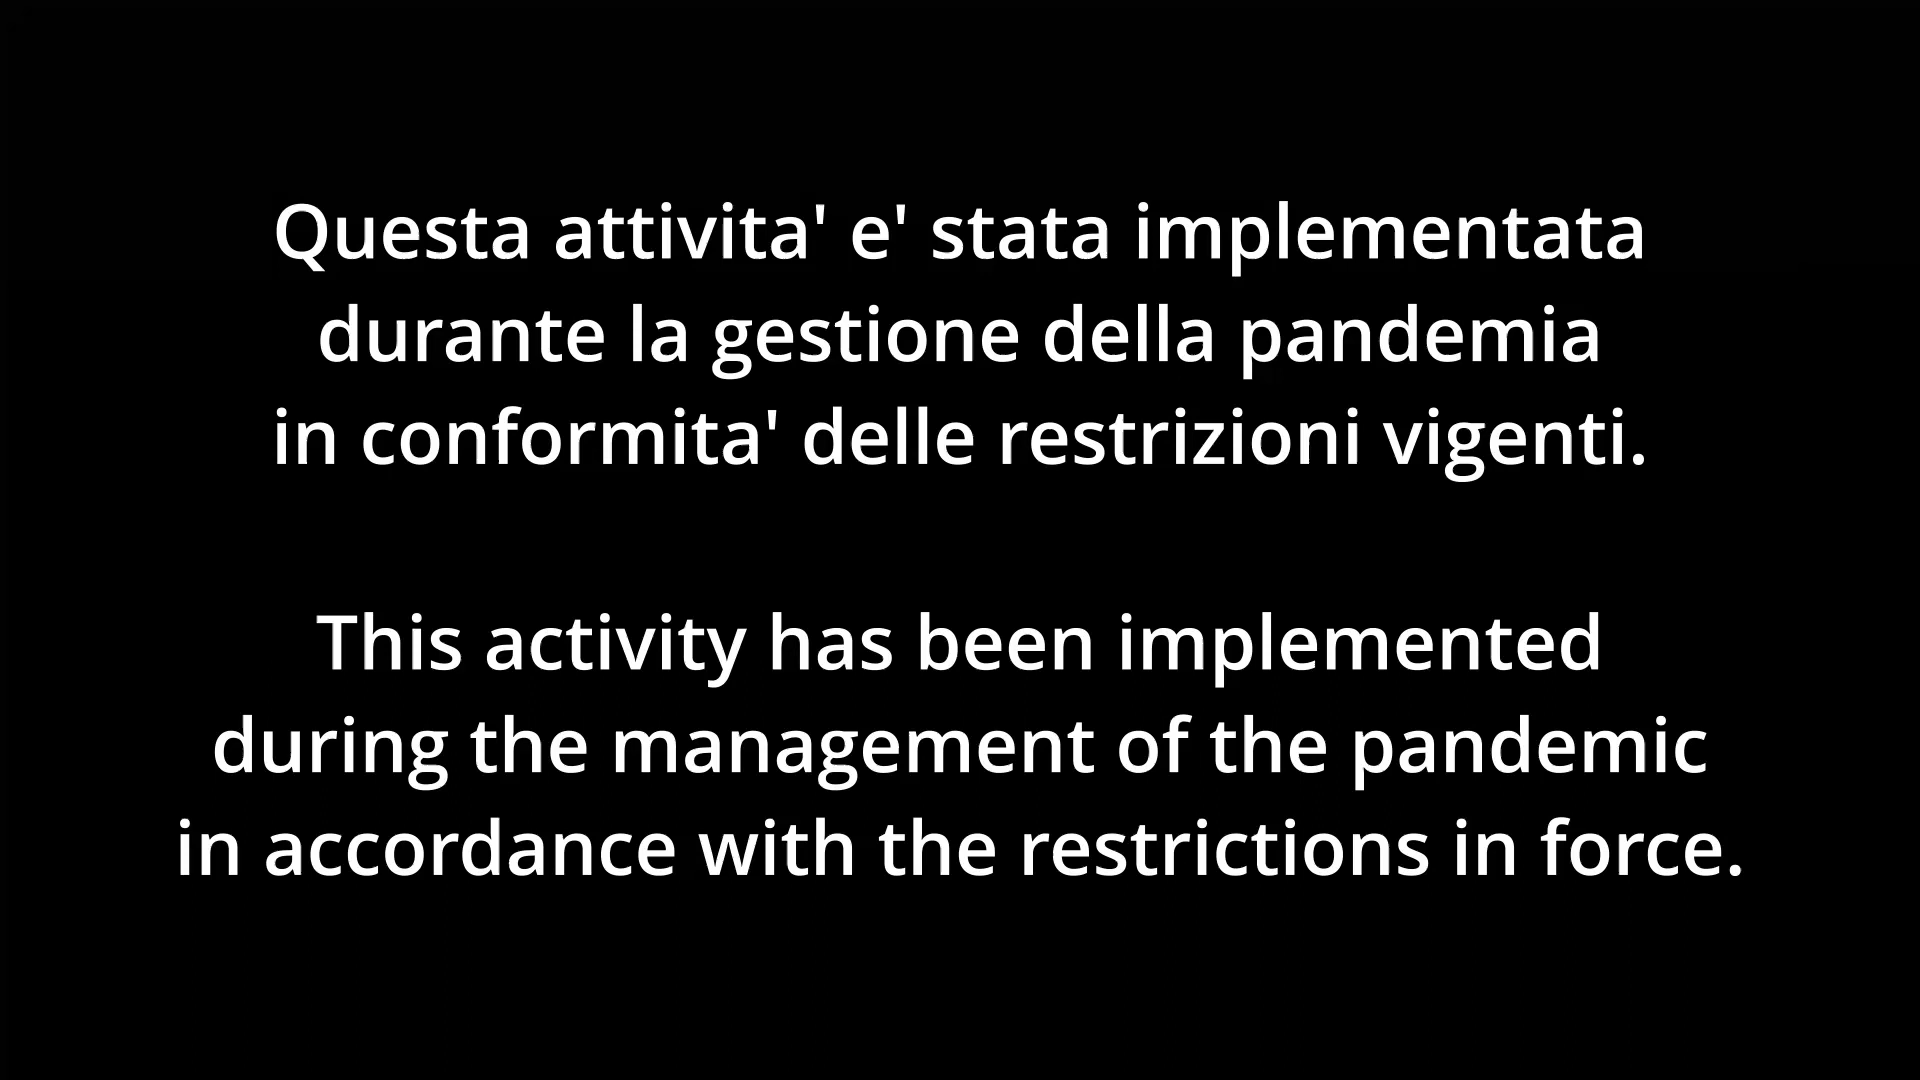 Questa attivita' e' stata implementata
durante la gestione della pandemia
in conformita' delle restrizioni vigenti.
This activity has been implemented
during the management of the pandemic
in accordance with the restrictions in force.